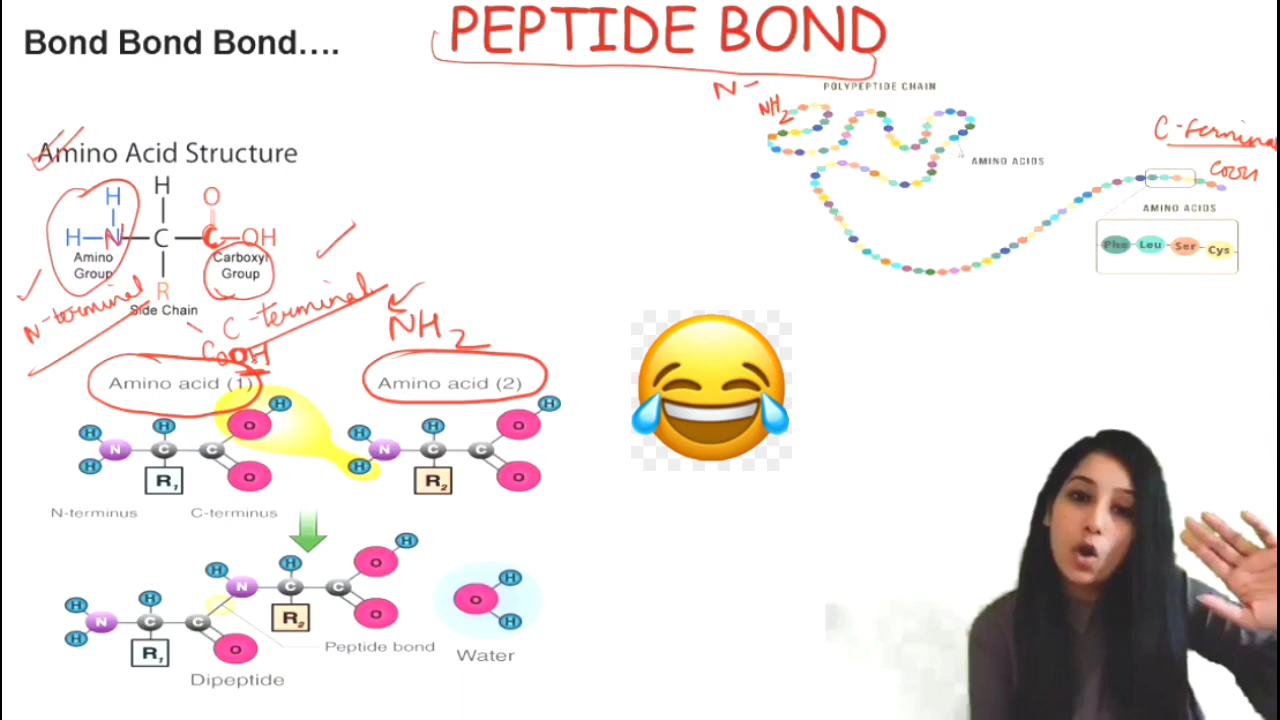 Bond Bond Bond....
PEPTIDE BOND
N-
NH2
POLYPEPTIDE CHAIN
C-terminal
COOH
AMINO ACIDS
AMINO ACIDS
Phe Leu Ser Cys
Amino Acid Structure
H H O
H N C C OH
Amino Group
Carboxyl Group
R
Side Chain
N-terminal
C-terminal
COOH
NH2
Amino acid (1)
Amino acid (2)
H H H O H N C C O R1
H H H O H N C C O R2
N-terminus
C-terminus
H H H N C C O R1
H H N C C O H O R2
Peptide bond
Dipeptide
H O H
Water